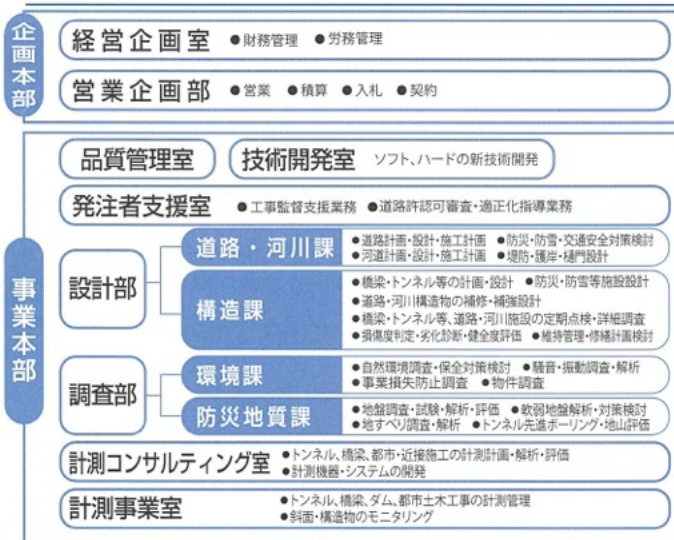 企画本部
経営企画室 ●財務管理 ●労務管理
営業企画部 ●営業 ●積算 ●入札 ●契約
事業本部
品質管理室
技術開発室 ソフト、ハードの新技術開発
発注者支援室 ●工事監督支援業務 ●道路許認可審査・適正化指導業務
設計部
道路・河川課
●道路計画・設計・施工計画 ●防災・防雪・交通安全対策検討
●河道計画・設計・施工計画 ●堤防・護岸・樋門設計
構造課
●橋梁・トンネル等の計画・設計 ●防災・防雪等施設設計
●道路・河川構造物の補修・補強設計
●橋梁・トンネル等、道路・河川施設の定期点検・詳細調査
●損傷度判定・劣化診断・健全度評価 ●維持管理・修繕計画検討
調査部
環境課
●自然環境調査・保全対策検討 ●騒音・振動調査・解析
●事業損失防止調査 ●物件調査
防災地質課
●地盤調査・試験・解析・評価 ●軟弱地盤解析・対策検討
●地すべり調査・解析 ●トンネル先進ボーリング・地山評価
計測コンサルティング室
●トンネル、橋梁、都市・近接施工の計測計画・解析・評価
●計測機器・システムの開発
計測事業室
●トンネル、橋梁、ダム、都市土木工事の計測管理
●斜面・構造物のモニタリング